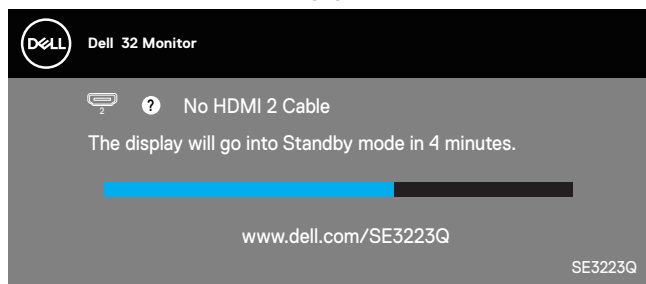 DELL
Dell 32 Monitor
2
? No HDMI 2 Cable
The display will go into Standby mode in 4 minutes.
www.dell.com/SE3223Q
SE3223Q